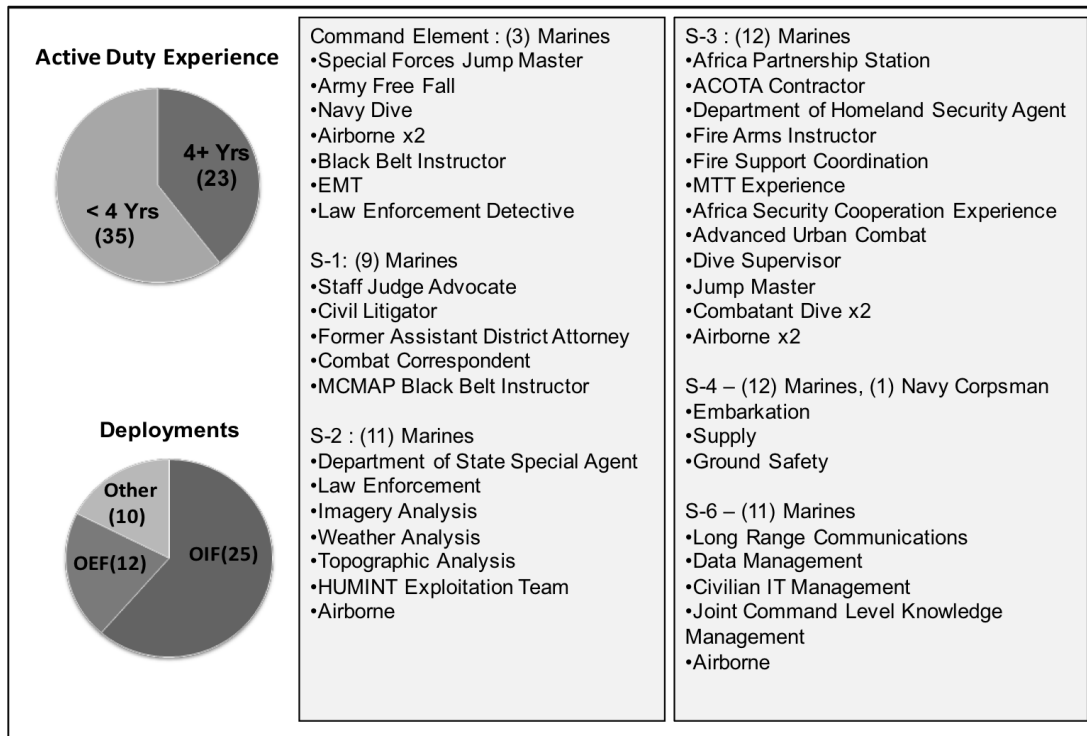 Active Duty Experience
4+ Yrs
(23)
< 4 Yrs
(35)
Deployments
Other
(10)
OEF(12)
OIF(25)
Command Element : (3) Marines
•Special Forces Jump Master
•Army Free Fall
•Navy Dive
•Airborne x2
•Black Belt Instructor
•EMT
•Law Enforcement Detective
S-1: (9) Marines
•Staff Judge Advocate
•Civil Litigator
•Former Assistant District Attorney
•Combat Correspondent
•MCMAP Black Belt Instructor
S-2 : (11) Marines
•Department of State Special Agent
•Law Enforcement
•Imagery Analysis
•Weather Analysis
•Topographic Analysis
•HUMINT Exploitation Team
•Airborne
S-3 : (12) Marines
•Africa Partnership Station
•ACOTA Contractor
•Department of Homeland Security Agent
•Fire Arms Instructor
•Fire Support Coordination
•MTT Experience
•Africa Security Cooperation Experience
•Advanced Urban Combat
•Dive Supervisor
•Jump Master
•Combatant Dive x2
•Airborne x2
S-4 – (12) Marines, (1) Navy Corpsman
•Embarkation
•Supply
•Ground Safety
S-6 – (11) Marines
•Long Range Communications
•Data Management
•Civilian IT Management
•Joint Command Level Knowledge
Management
•Airborne